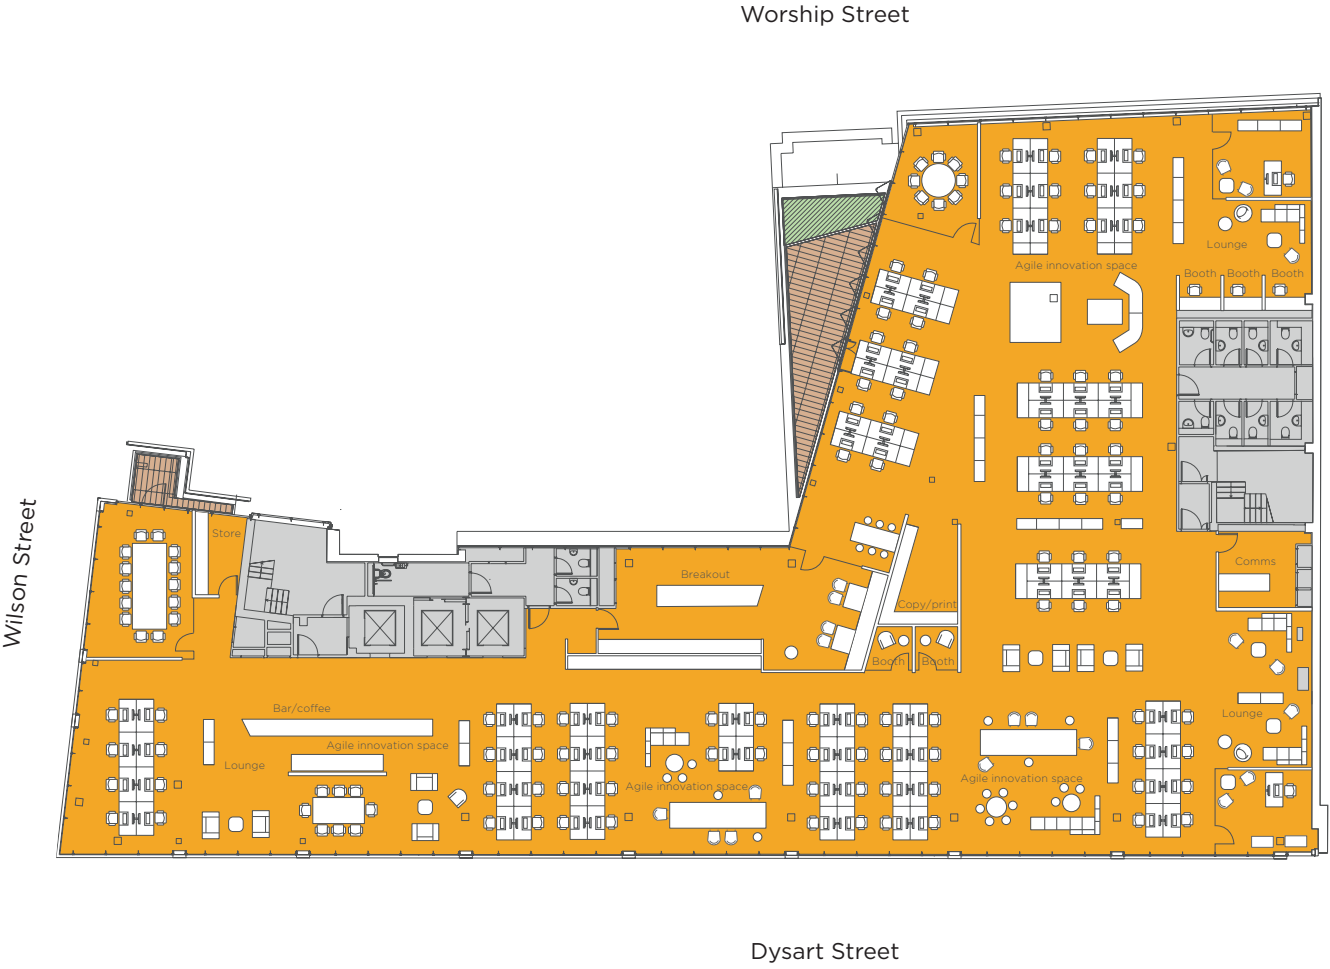 Worship Street
Lounge
Agile innovation space
Booth
Booth
Booth
Wilson Street
Store
Comms
Breakout
Copy/print
Booth
Booth
Bar/coffee
Lounge
Agile innovation space
Lounge
Agile innovation space
Agile innovation space
Dysart Street